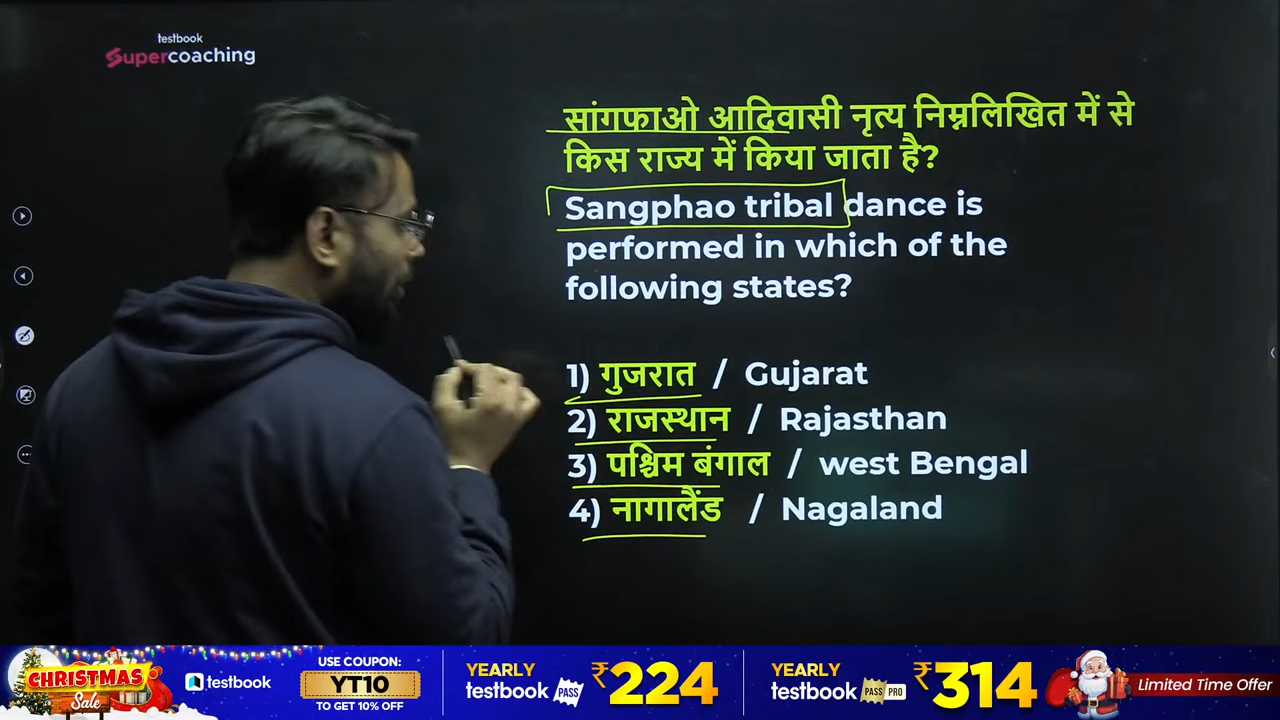 testbook
Supercoaching
सांगफाओ आदिवासी नृत्य निम्नलिखित में से
किस राज्य में किया जाता है?
Sangphao tribal dance is
performed in which of the
following states?
1) गुजरात / Gujarat
2) राजस्थान / Rajasthan
3) पश्चिम बंगाल / west Bengal
4) नागालैंड / Nagaland
CHRISTMAS
Sale
testbook
USE COUPON:
YT10
TO GET 10% OFF
YEARLY
testbook PASS
₹224
YEARLY
testbook PASS PRO
₹314
Limited Time Offer